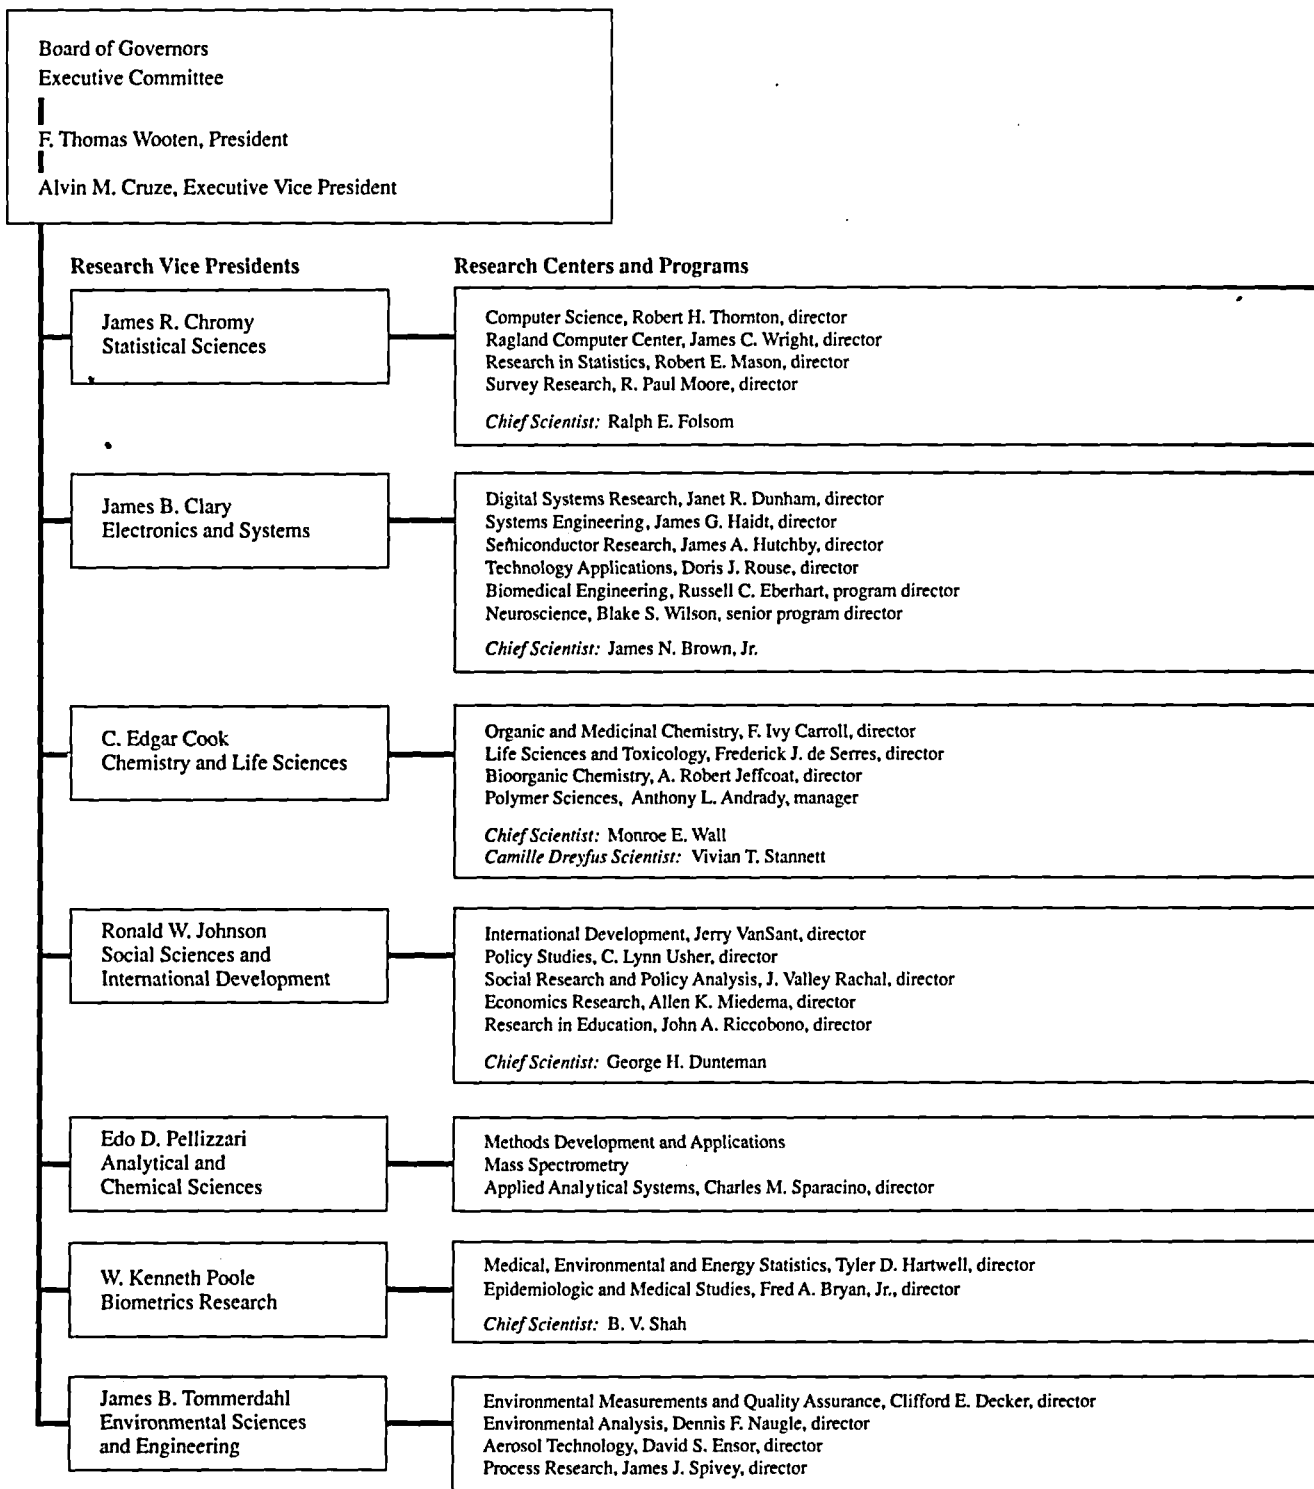 Board of Governors
Executive Committee
F. Thomas Wooten, President
Alvin M. Cruze, Executive Vice President
Research Vice Presidents
Research Centers and Programs
James R. Chromy
Statistical Sciences
Computer Science, Robert H. Thornton, director
Ragland Computer Center, James C. Wright, director
Research in Statistics, Robert E. Mason, director
Survey Research, R. Paul Moore, director
Chief Scientist: Ralph E. Folsom
James B. Clary
Electronics and Systems
Digital Systems Research, Janet R. Dunham, director
Systems Engineering, James G. Haidt, director
Semiconductor Research, James A. Hutchby, director
Technology Applications, Doris J. Rouse, director
Biomedical Engineering, Russell C. Eberhart, program director
Neuroscience, Blake S. Wilson, senior program director
Chief Scientist: James N. Brown, Jr.
C. Edgar Cook
Chemistry and Life Sciences
Organic and Medicinal Chemistry, F. Ivy Carroll, director
Life Sciences and Toxicology, Frederick J. de Serres, director
Bioorganic Chemistry, A. Robert Jeffcoat, director
Polymer Sciences, Anthony L. Andrady, manager
Chief Scientist: Monroe E. Wall
Camille Dreyfus Scientist: Vivian T. Stannett
Ronald W. Johnson
Social Sciences and
International Development
International Development, Jerry VanSant, director
Policy Studies, C. Lynn Usher, director
Social Research and Policy Analysis, J. Valley Rachal, director
Economics Research, Allen K. Miedema, director
Research in Education, John A. Riccobono, director
Chief Scientist: George H. Dunteman
Edo D. Pellizzari
Analytical and
Chemical Sciences
Methods Development and Applications
Mass Spectrometry
Applied Analytical Systems, Charles M. Sparacino, director
W. Kenneth Poole
Biometrics Research
Medical, Environmental and Energy Statistics, Tyler D. Hartwell, director
Epidemiologic and Medical Studies, Fred A. Bryan, Jr., director
Chief Scientist: B. V. Shah
James B. Tommerdahl
Environmental Sciences
and Engineering
Environmental Measurements and Quality Assurance, Clifford E. Decker, director
Environmental Analysis, Dennis F. Naugle, director
Aerosol Technology, David S. Ensor, director
Process Research, James J. Spivey, director